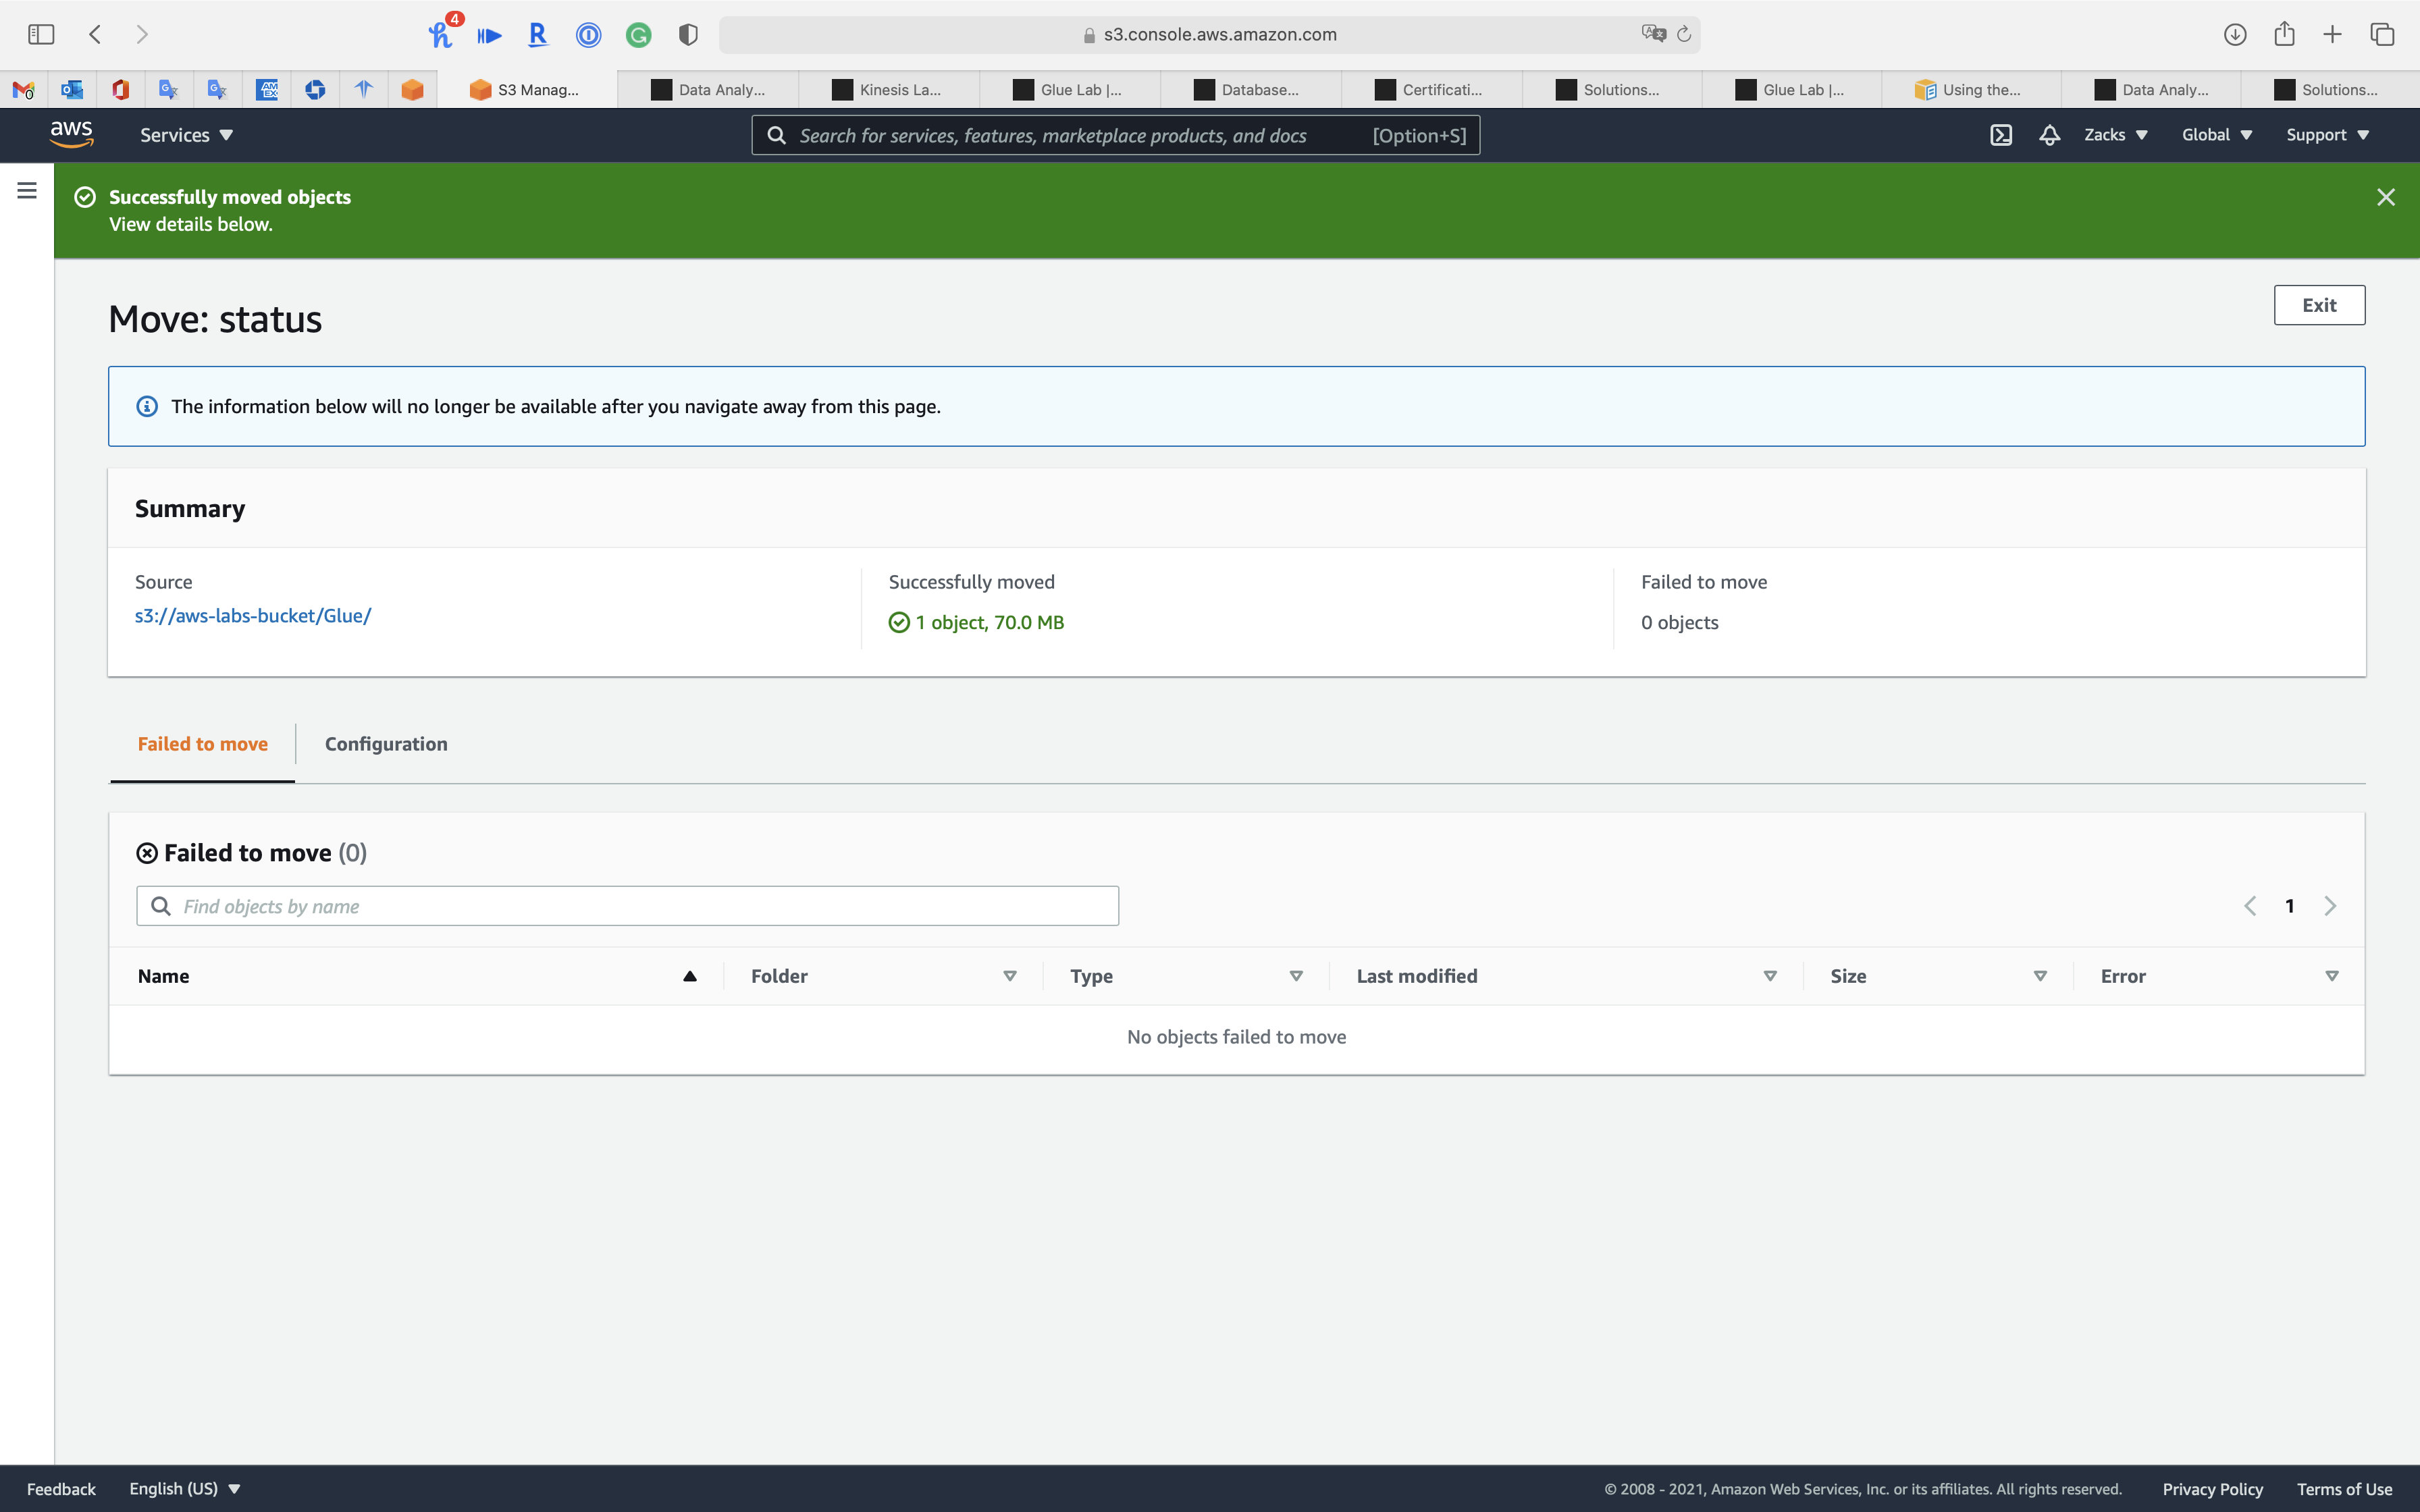 4
s3.console.aws.amazon.com
S3 Manag...
Data Analy...
Kinesis La...
Glue Lab |...
Database...
Certificati...
Solutions...
Glue Lab |...
Using the...
Data Analy...
Solutions...
aws
Services
Search for services, features, marketplace products, and docs
[Option+S]
Zacks
Global
Support
Successfully moved objects
View details below.
Move: status
Exit
The information below will no longer be available after you navigate away from this page.
Summary
Source
s3://aws-labs-bucket/Glue/
Successfully moved
1 object, 70.0 MB
Failed to move
0 objects
Failed to move
Configuration
Failed to move (0)
Find objects by name
1
Name
Folder
Type
Last modified
Size
Error
No objects failed to move
Feedback
English (US)
© 2008 - 2021, Amazon Web Services, Inc. or its affiliates. All rights reserved.
Privacy Policy
Terms of Use